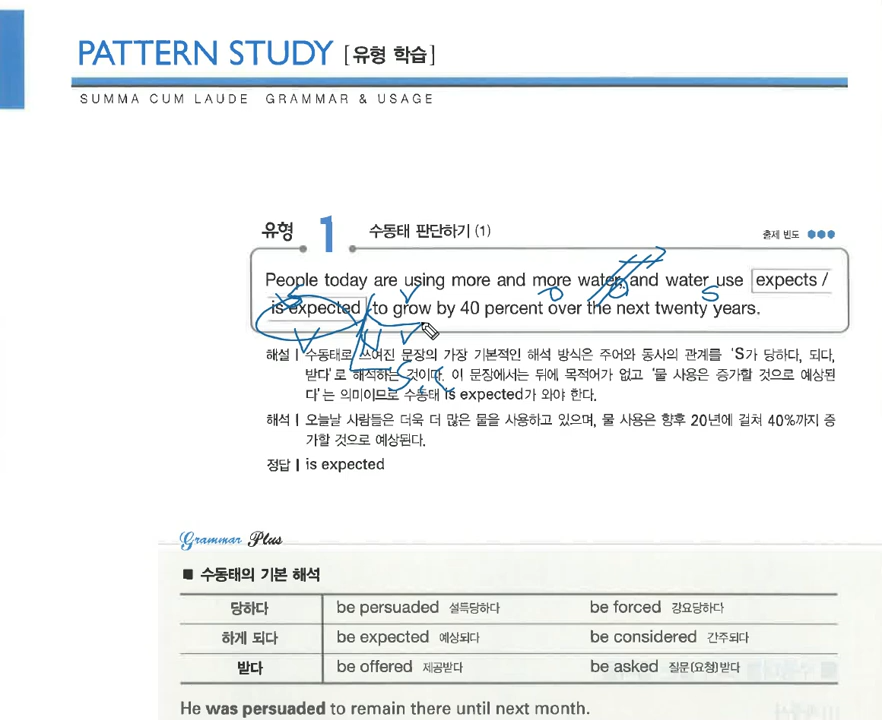 PATTERN STUDY [유형 학습]
SUMMA CUM LAUDE GRAMMAR & USAGE
유형 1 수동태 판단하기 (1) 출제 빈도
People today are using more and more water, and water use expects /
is expected to grow by 40 percent over the next twenty years.
해설 | 수동태로 쓰여진 문장의 가장 기본적인 해석 방식은 주어와 동사의 관계를 'S가 당하다, 되다,
받다'로 해석하는 것이다. 이 문장에서는 뒤에 목적어가 없고 '물 사용은 증가할 것으로 예상된
다'는 의미이므로 수동태 is expected가 와야 한다.
해석 | 오늘날 사람들은 더욱 더 많은 물을 사용하고 있으며, 물 사용은 향후 20년에 걸쳐 40%까지 증
가할 것으로 예상된다.
정답 | is expected
Grammar Plus
■ 수동태의 기본 해석
당하다 be persuaded 설득당하다 be forced 강요당하다
하게 되다 be expected 예상되다 be considered 간주되다
받다 be offered 제공받다 be asked 질문(요청)받다
He was persuaded to remain there until next month.